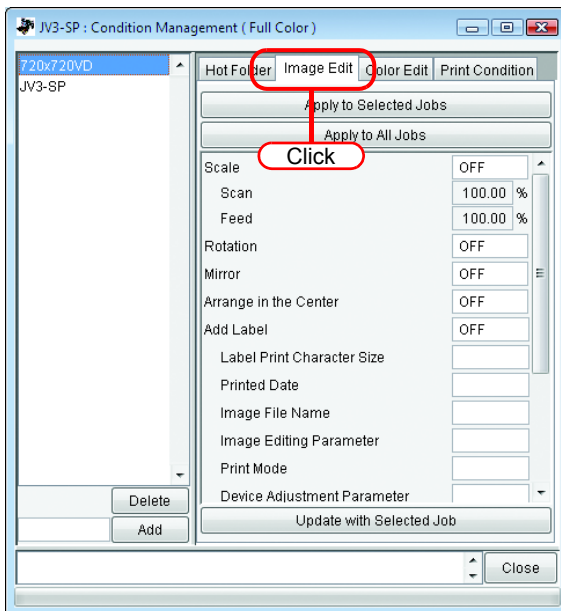 JV3-SP : Condition Management ( Full Color )
720x720VD
JV3-SP
Hot Folder Image Edit Color Edit Print Condition
Apply to Selected Jobs
Apply to All Jobs
Click
Scale OFF
Scan 100.00 %
Feed 100.00 %
Rotation OFF
Mirror OFF
Arrange in the Center OFF
Add Label OFF
Label Print Character Size
Printed Date
Image File Name
Image Editing Parameter
Print Mode
Device Adjustment Parameter
Delete
Update with Selected Job
Add
Close